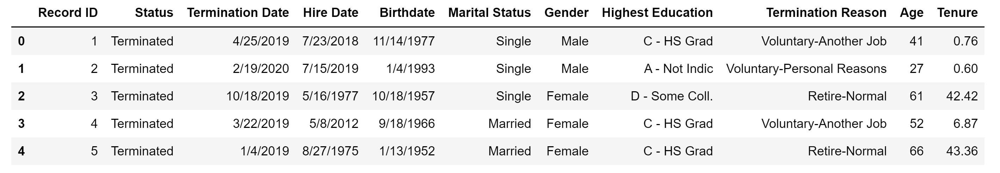 Record ID Status Termination Date Hire Date Birthdate Marital Status Gender Highest Education Termination Reason Age Tenure
0 1 Terminated 4/25/2019 7/23/2018 11/14/1977 Single Male C - HS Grad Voluntary-Another Job 41 0.76
1 2 Terminated 2/19/2020 7/15/2019 1/4/1993 Single Male A - Not Indic Voluntary-Personal Reasons 27 0.60
2 3 Terminated 10/18/2019 5/16/1977 10/18/1957 Single Female D - Some Coll. Retire-Normal 61 42.42
3 4 Terminated 3/22/2019 5/8/2012 9/18/1966 Married Female C - HS Grad Voluntary-Another Job 52 6.87
4 5 Terminated 1/4/2019 8/27/1975 1/13/1952 Married Female C - HS Grad Retire-Normal 66 43.36